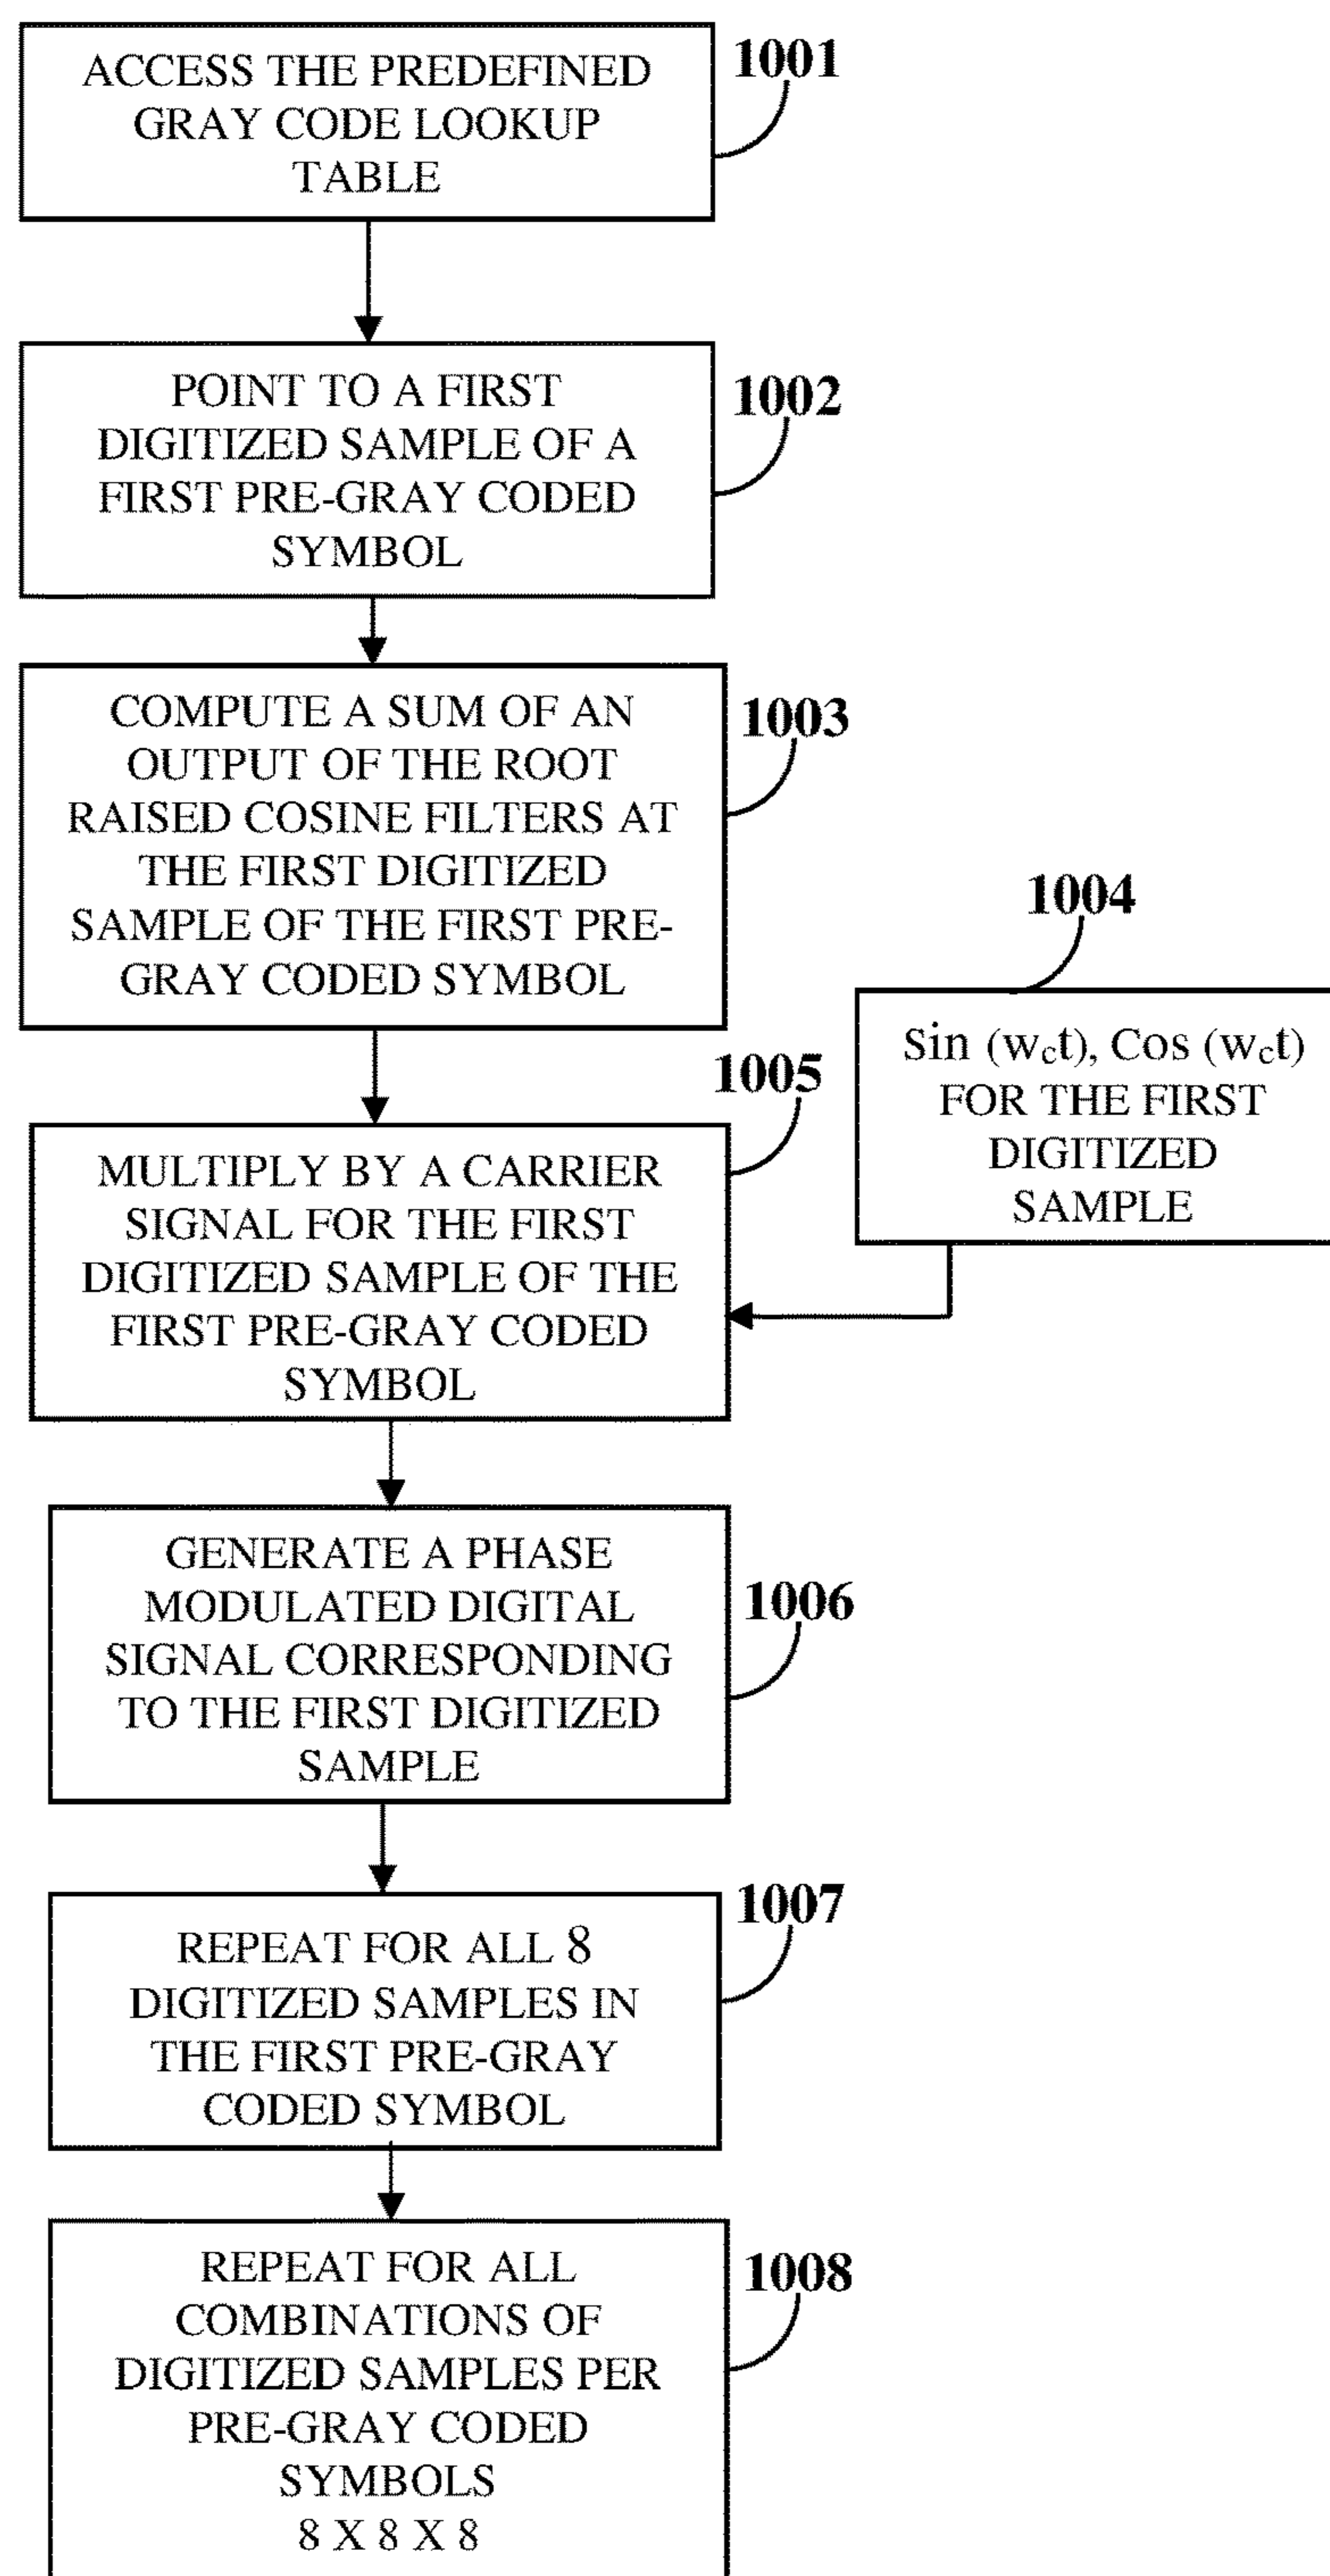 ACCESS THE PREDEFINED
GRAY CODE LOOKUP
TABLE
1001
POINT TO A FIRST
DIGITIZED SAMPLE OF A
FIRST PRE-GRAY CODED
SYMBOL
1002
COMPUTE A SUM OF AN
OUTPUT OF THE ROOT
RAISED COSINE FILTERS AT
THE FIRST DIGITIZED
SAMPLE OF THE FIRST PRE-
GRAY CODED SYMBOL
1003
1004
Sin (wct), Cos (wct)
FOR THE FIRST
DIGITIZED
SAMPLE
1005
MULTIPLY BY A CARRIER
SIGNAL FOR THE FIRST
DIGITIZED SAMPLE OF THE
FIRST PRE-GRAY CODED
SYMBOL
GENERATE A PHASE
MODULATED DIGITAL
SIGNAL CORRESPONDING
TO THE FIRST DIGITIZED
SAMPLE
1006
REPEAT FOR ALL 8
DIGITIZED SAMPLES IN
THE FIRST PRE-GRAY
CODED SYMBOL
1007
REPEAT FOR ALL
COMBINATIONS OF
DIGITIZED SAMPLES PER
PRE-GRAY CODED
SYMBOLS
8 X 8 X 8
1008